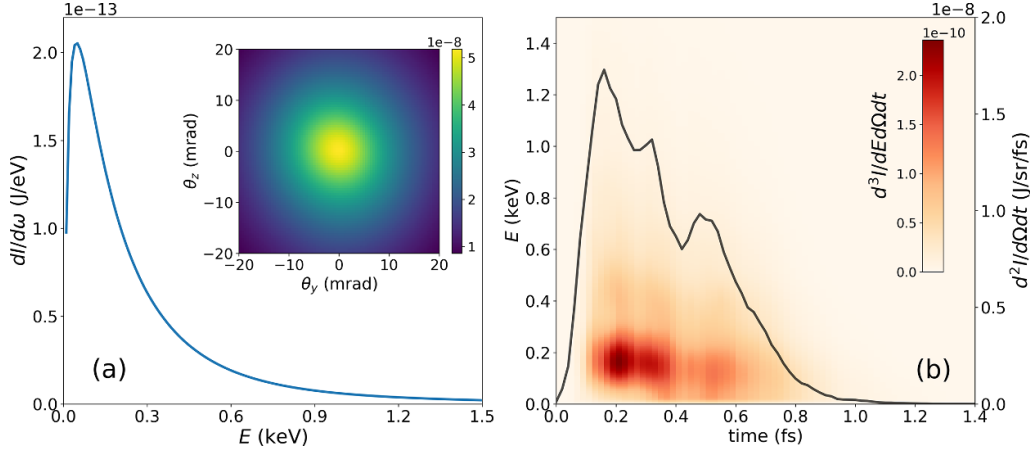 1e−13
2.0
1.5
1.0
0.5
0.0
dI/dω (J/eV)
0.0 0.3 0.6 0.9 1.2 1.5
E (keV)
(a)
1e−8
20
10
0
−10
−20
θz (mrad)
−20 −10 0 10 20
θy (mrad)
5
4
3
2
1
1e−8
1.4
1.2
1.0
0.8
0.6
0.4
0.2
0.0
E (keV)
0.0 0.2 0.4 0.6 0.8 1.0 1.2 1.4
time (fs)
(b)
1e−10
2.0
1.5
1.0
0.5
0.0
d³I/dEdΩdt
2.0
1.5
1.0
0.5
0.0
d²I/dΩdt (J/sr/fs)